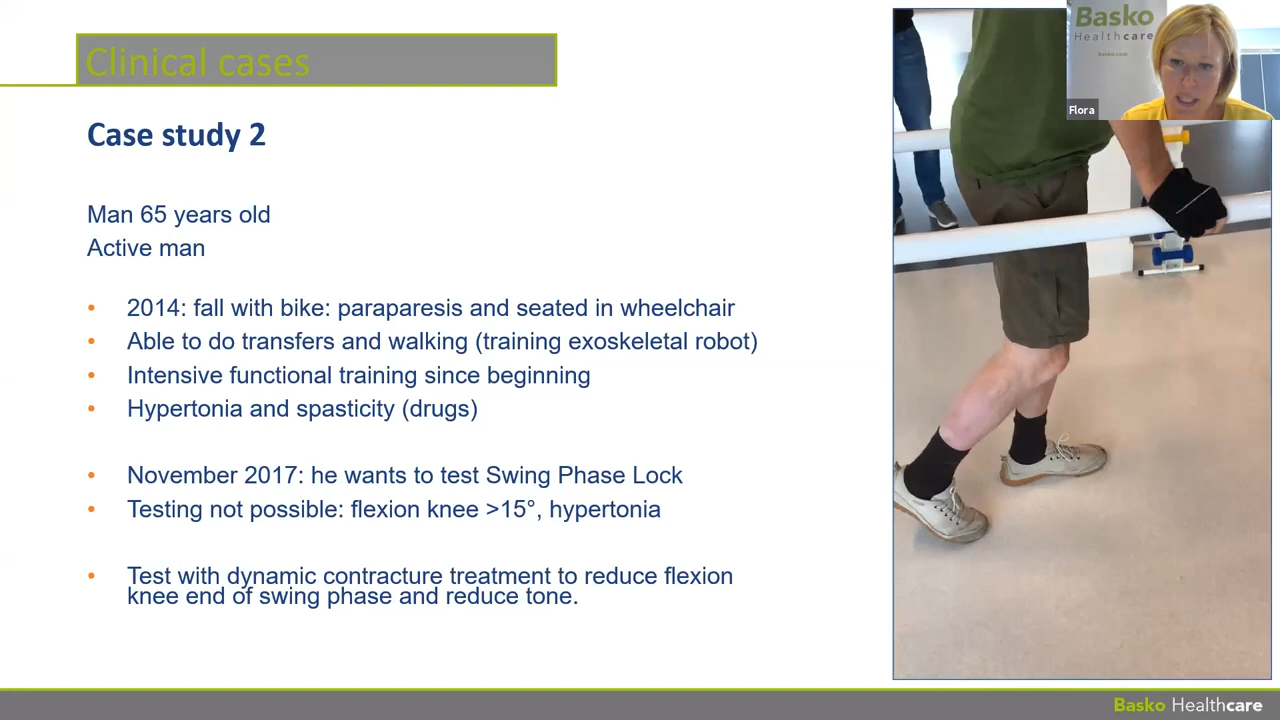 Clinical cases
Case study 2
Man 65 years old
Active man
• 2014: fall with bike: paraparesis and seated in wheelchair
• Able to do transfers and walking (training exoskeletal robot)
• Intensive functional training since beginning
• Hypertonia and spasticity (drugs)
• November 2017: he wants to test Swing Phase Lock
• Testing not possible: flexion knee >15°, hypertonia
• Test with dynamic contracture treatment to reduce flexion
knee end of swing phase and reduce tone.
Basko
Healthcare
basko.com
Flora
Basko Healthcare